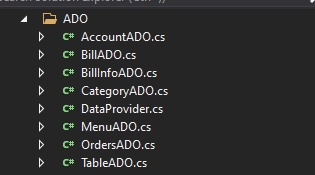 ADO
C# AccountADO.cs
C# BillADO.cs
C# BillInfoADO.cs
C# CategoryADO.cs
C# DataProvider.cs
C# MenuADO.cs
C# OrdersADO.cs
C# TableADO.cs